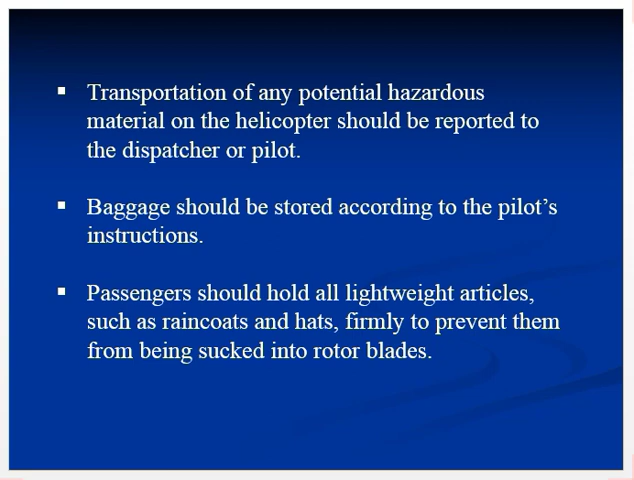 ▪ Transportation of any potential hazardous
material on the helicopter should be reported to
the dispatcher or pilot.
▪ Baggage should be stored according to the pilot’s
instructions.
▪ Passengers should hold all lightweight articles,
such as raincoats and hats, firmly to prevent them
from being sucked into rotor blades.